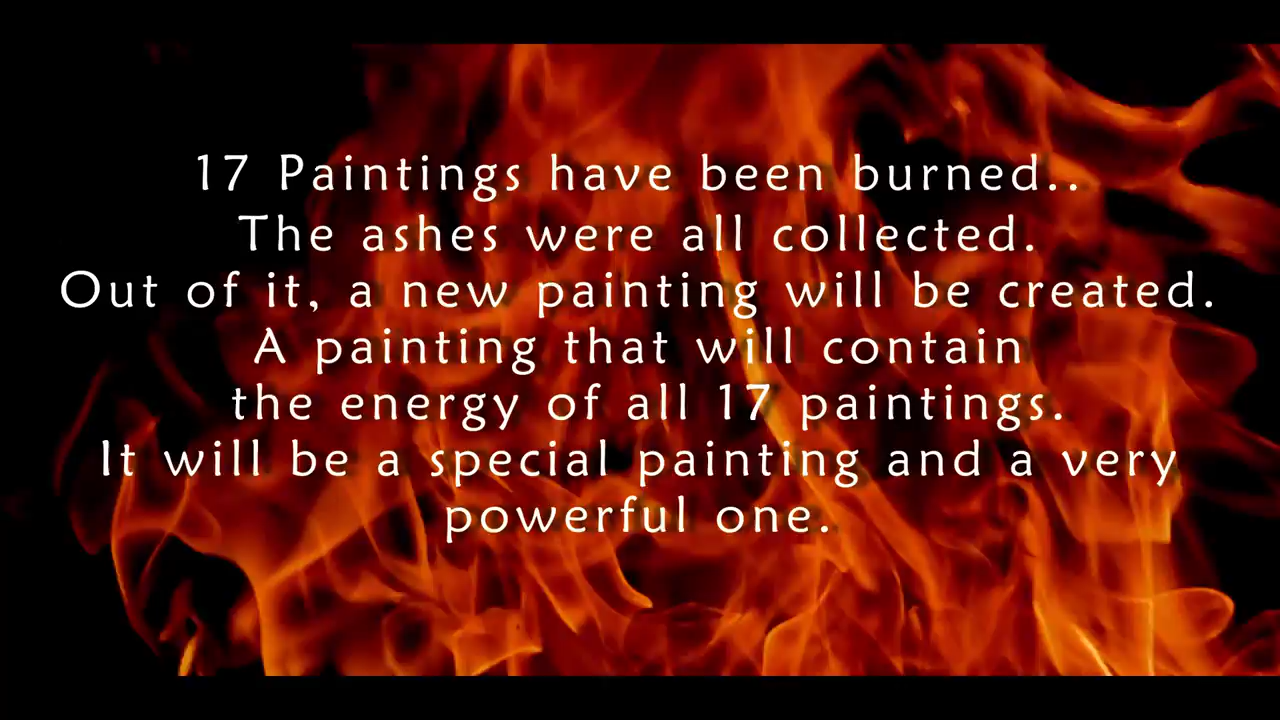 17 Paintings have been burned..
The ashes were all collected.
Out of it, a new painting will be created.
A painting that will contain
the energy of all 17 paintings.
It will be a special painting and a very
powerful one.